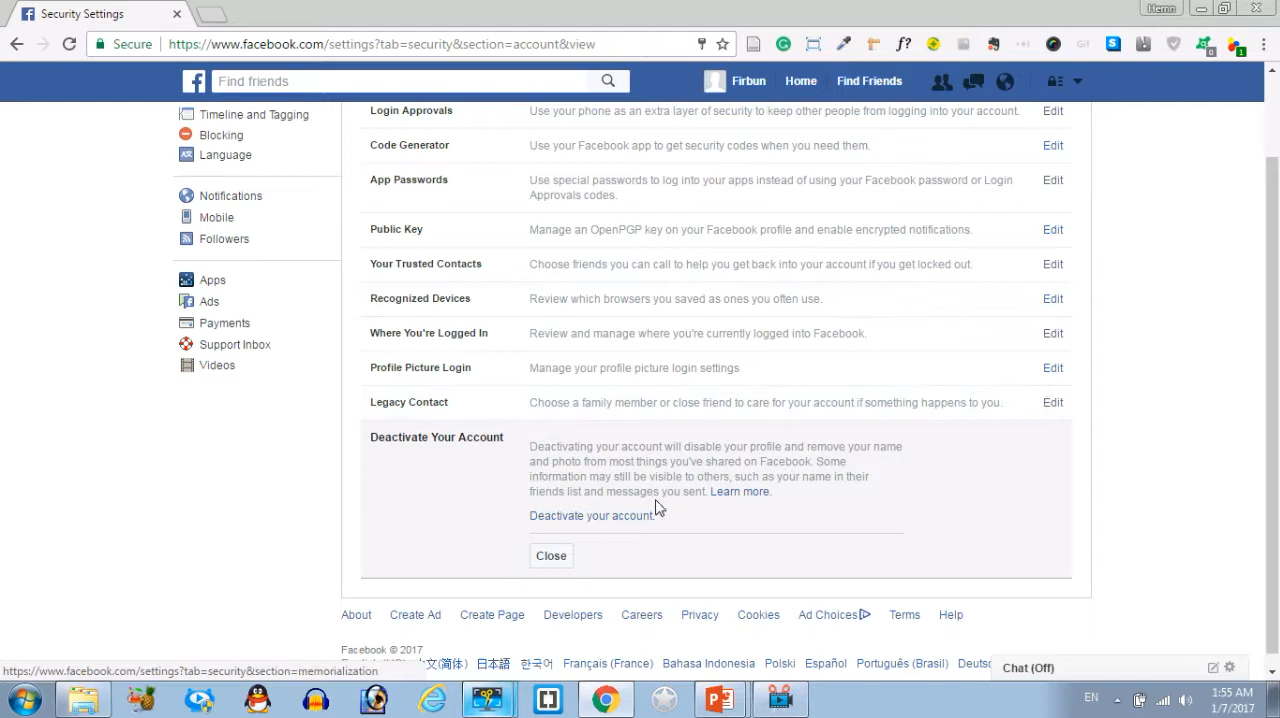 Security Settings
Hemn
Secure https://www.facebook.com/settings?tab=security&section=account&view
Find friends
Firbun Home Find Friends
Timeline and Tagging
Blocking
Language
Notifications
Mobile
Followers
Apps
Ads
Payments
Support Inbox
Videos
Login Approvals Use your phone as an extra layer of security to keep other people from logging into your account. Edit
Code Generator Use your Facebook app to get security codes when you need them. Edit
App Passwords Use special passwords to log into your apps instead of using your Facebook password or Login Edit
Approvals codes.
Public Key Manage an OpenPGP key on your Facebook profile and enable encrypted notifications. Edit
Your Trusted Contacts Choose friends you can call to help you get back into your account if you get locked out. Edit
Recognized Devices Review which browsers you saved as ones you often use. Edit
Where You're Logged In Review and manage where you're currently logged into Facebook. Edit
Profile Picture Login Manage your profile picture login settings Edit
Legacy Contact Choose a family member or close friend to care for your account if something happens to you. Edit
Deactivate Your Account
Deactivating your account will disable your profile and remove your name
and photo from most things you've shared on Facebook. Some
information may still be visible to others, such as your name in their
friends list and messages you sent. Learn more.
Deactivate your account.
Close
About Create Ad Create Page Developers Careers Privacy Cookies Ad Choices Terms Help
Facebook © 2017
文(简体) 日本語 한국어 Français (France) Bahasa Indonesia Polski Español Português (Brasil)
https://www.facebook.com/settings?tab=security&section=memorialization
Chat (Off)
EN
1:55 AM
1/7/2017